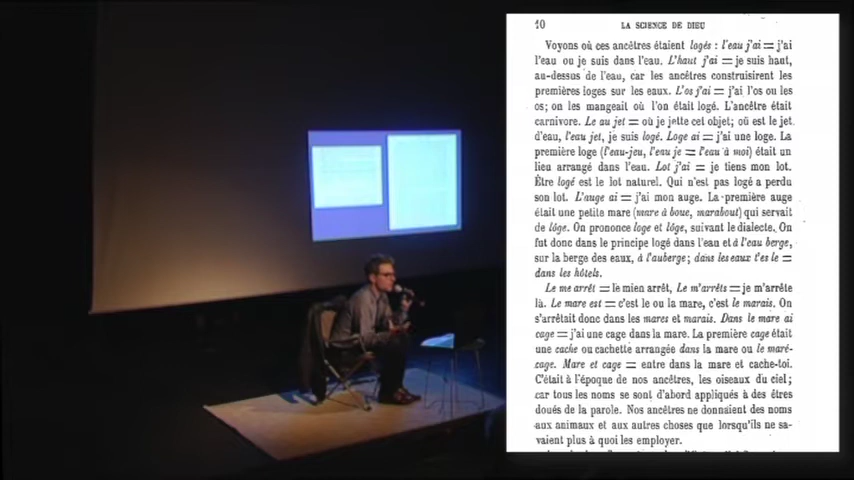 10 LA SCIENCE DE DIEU
Voyons où ces ancêtres étaient logés : l'eau j'ai = j'ai
l'eau ou je suis dans l'eau. L'haut j'ai = je suis haut,
au-dessus de l'eau, car les ancêtres construisirent les
premières loges sur les eaux. L'os j'ai = j'ai l'os ou les
os; on les mangeait où l'on était logé. L'ancêtre était
carnivore. Le au jet = où je jette cet objet; où est le jet
d'eau, l'eau jet, je suis logé. Loge ai = j'ai une loge. La
première loge (l'eau-jeu, l'eau je = l'eau à moi) était un
lieu arrangé dans l'eau. Lot j'ai = je tiens mon lot.
Être logé est le lot naturel. Qui n'est pas logé a perdu
son lot. L'auge ai = j'ai mon auge. La première auge
était une petite mare (mare à boue, marabout) qui servait
de lôge. On prononce loge et lôge, suivant le dialecte. On
fut donc dans le principe logé dans l'eau et à l'eau berge,
sur la berge des eaux, à l'auberge; dans les eaux t'es le =
dans les hôtels.
Le me arrêt = le mien arrêt, Le m'arrêts = je m'arrête
là. Le mare est = c'est le ou la mare, c'est le marais. On
s'arrêtait donc dans les mares et marais. Dans le mare ai
cage = j'ai une cage dans la mare. La première cage était
une cache ou cachette arrangée dans la mare ou le maré-
cage. Mare et cage = entre dans la mare et cache-toi.
C'était à l'époque de nos ancêtres, les oiseaux du ciel;
car tous les noms se sont d'abord appliqués à des êtres
doués de la parole. Nos ancêtres ne donnaient des noms
aux animaux et aux autres choses que lorsqu'ils ne sa-
vaient plus à quoi les employer.